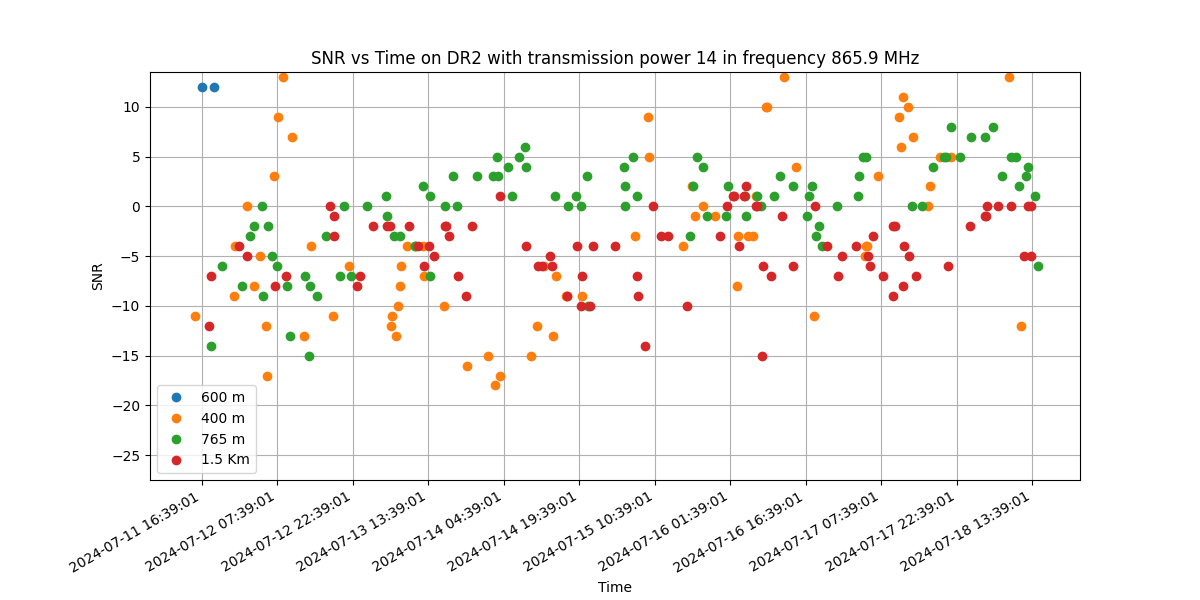 SNR vs Time on DR2 with transmission power 14 in frequency 865.9 MHz
SNR
10
5
0
−5
−10
−15
−20
−25
600 m
400 m
765 m
1.5 Km
2024-07-11 16:39:01
2024-07-12 07:39:01
2024-07-12 22:39:01
2024-07-13 13:39:01
2024-07-14 04:39:01
2024-07-14 19:39:01
2024-07-15 10:39:01
2024-07-16 01:39:01
2024-07-16 16:39:01
2024-07-17 07:39:01
2024-07-17 22:39:01
2024-07-18 13:39:01
Time